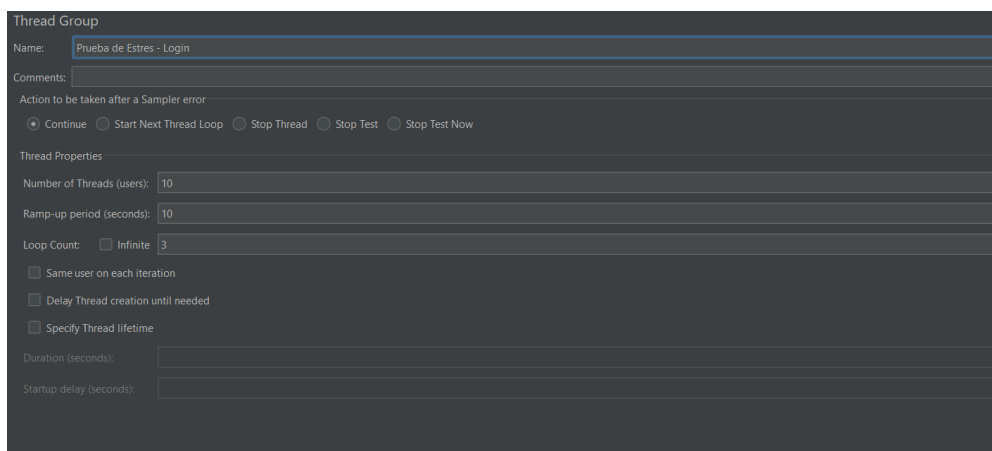 Thread Group
Name: Prueba de Estres - Login
Comments:
Action to be taken after a Sampler error
Continue Start Next Thread Loop Stop Thread Stop Test Stop Test Now
Thread Properties
Number of Threads (users): 10
Ramp-up period (seconds): 10
Loop Count: Infinite 3
Same user on each iteration
Delay Thread creation until needed
Specify Thread lifetime
Duration (seconds):
Startup delay (seconds):